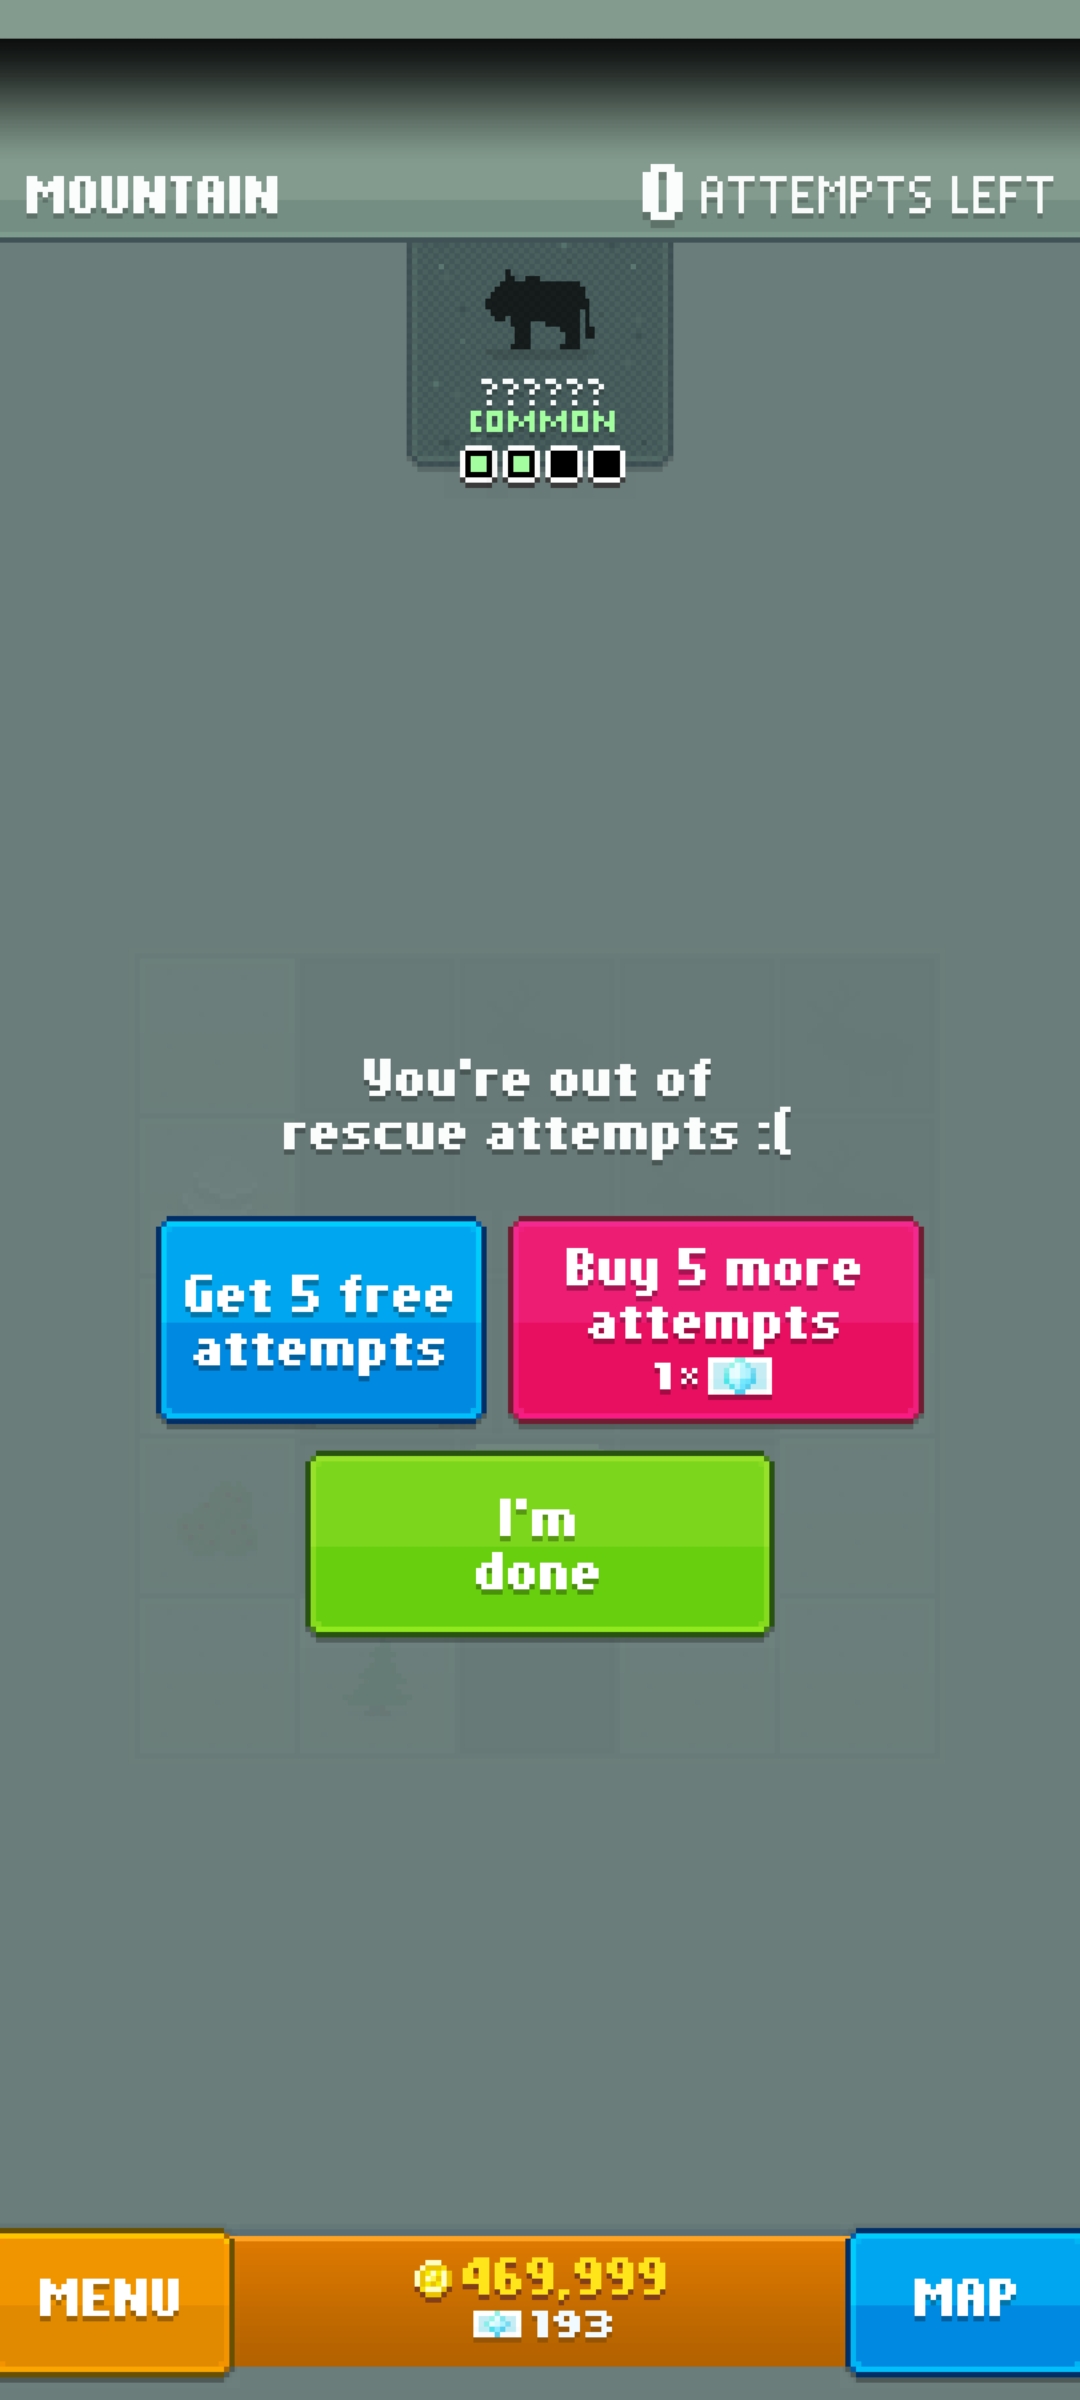 MOUNTAIN
0 ATTEMPTS LEFT
??????
COMMON
You're out of
rescue attempts :(
Get 5 free
attempts
Buy 5 more
attempts
1×
I'm
done
MENU
469,999
193
MAP